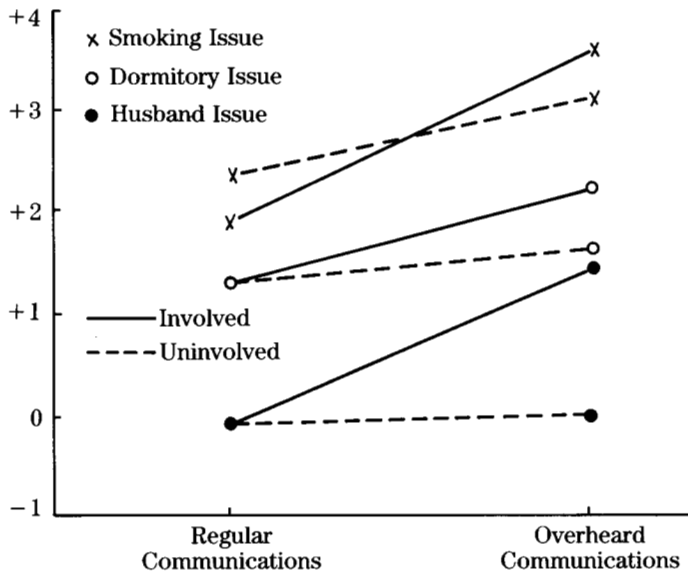 +4
x Smoking Issue
o Dormitory Issue
+3
● Husband Issue
+2
+1
Involved
Uninvolved
0
-1
Regular
Communications
Overheard
Communications